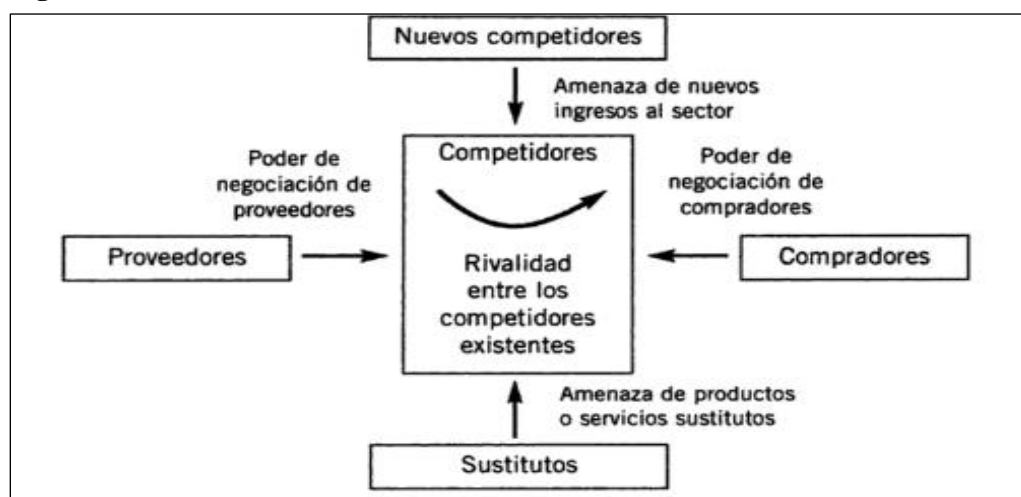 Nuevos competidores
Amenaza de nuevos
ingresos al sector
Competidores
Poder de
negociación de
proveedores
Poder de
negociación de
compradores
Proveedores
Rivalidad
entre los
competidores
existentes
Compradores
Amenaza de productos
o servicios sustitutos
Sustitutos